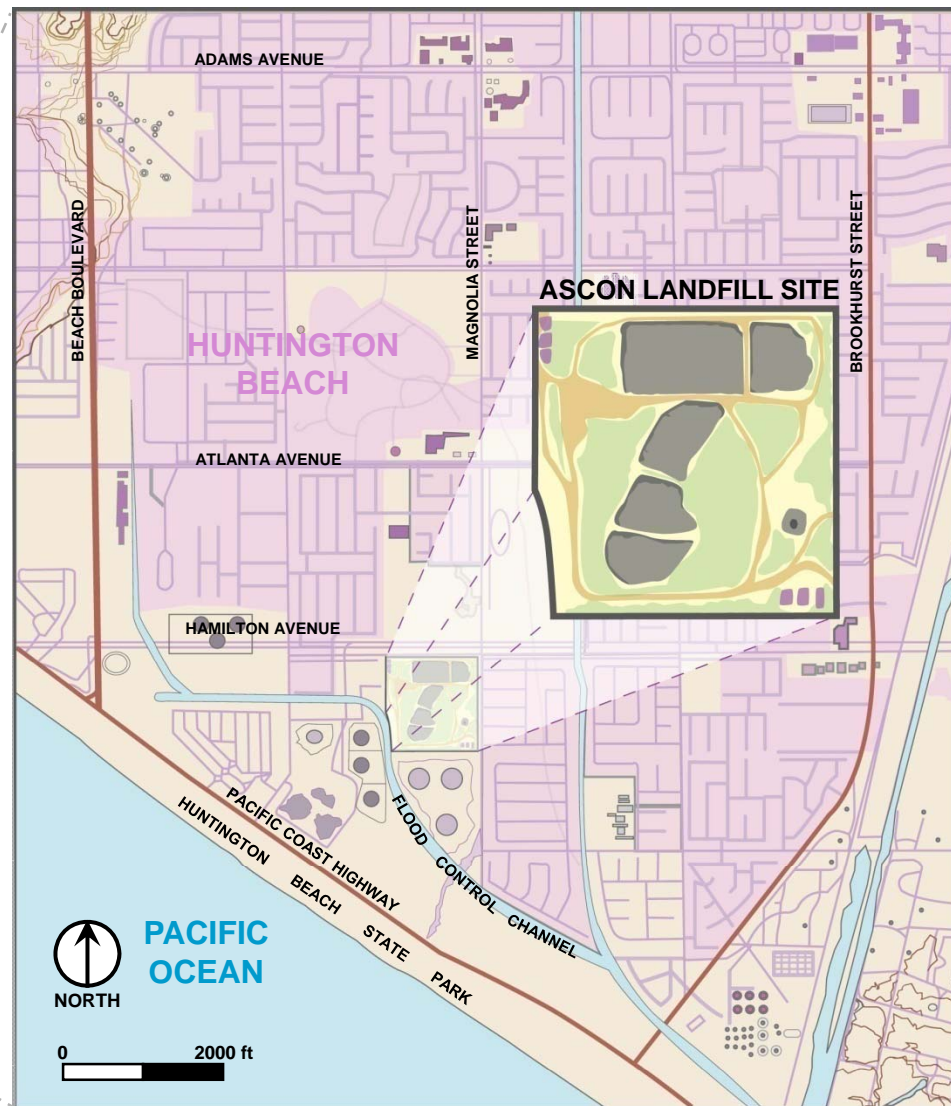 ADAMS AVENUE
BEACH BOULEVARD
MAGNOLIA STREET
BROOKHURST STREET
ASCON LANDFILL SITE
HUNTINGTON
BEACH
ATLANTA AVENUE
HAMILTON AVENUE
PACIFIC COAST HIGHWAY
HUNTINGTON BEACH STATE PARK
FLOOD CONTROL CHANNEL
PACIFIC
OCEAN
NORTH
0 2000 ft